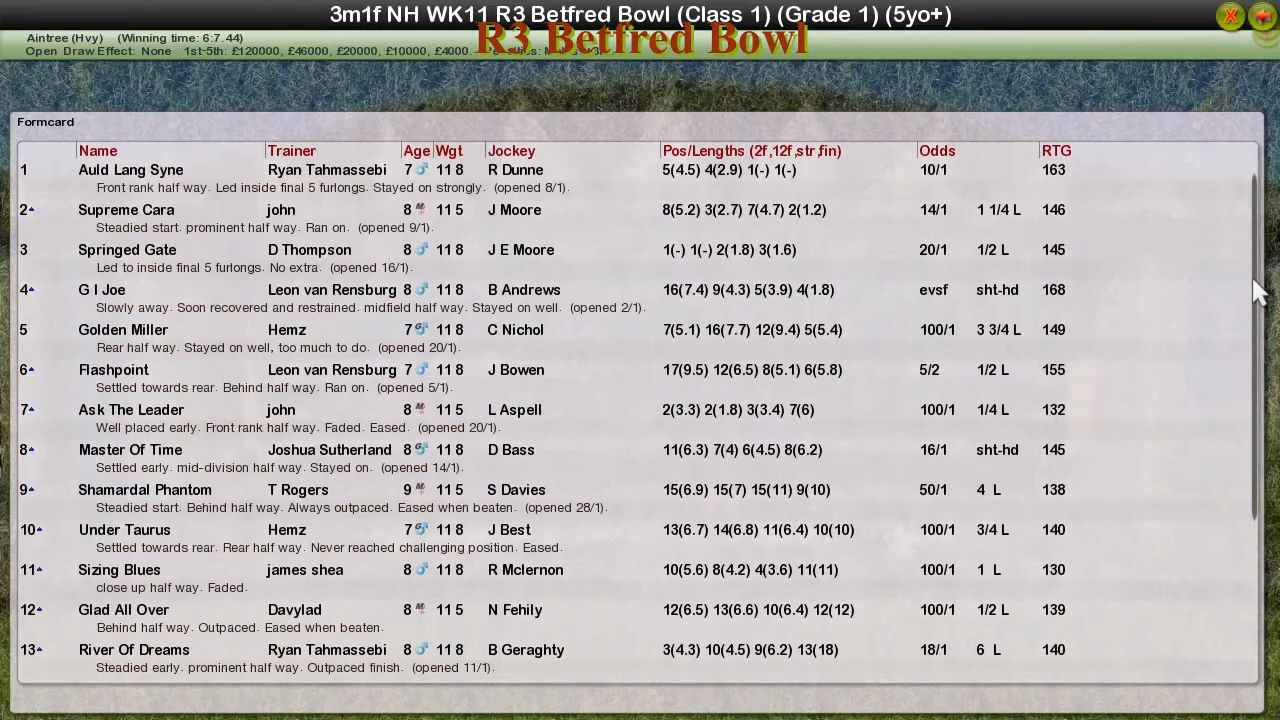 3m1f NH WK11 R3 Betfred Bowl (Class 1) (Grade 1) (5yo+)
R3 Betfred Bowl
Aintree (Hvy) (Winning time: 6:7.44)
Open Draw Effect: None 1st-5th: £120000, £46000, £20000, £10000, £4000.
Formcard
Name Trainer Age Wgt Jockey Pos/Lengths (2f,12f,str,fin) Odds RTG
1 Auld Lang Syne Ryan Tahmassebi 7 11 8 R Dunne 5(4.5) 4(2.9) 1(-) 1(-) 10/1 163
Front rank half way. Led inside final 5 furlongs. Stayed on strongly. (opened 8/1).
2 Supreme Cara john 8 M 11 5 J Moore 8(5.2) 3(2.7) 7(4.7) 2(1.2) 14/1 1 1/4 L 146
Steadied start. prominent half way. Ran on. (opened 9/1).
3 Springed Gate D Thompson 8 11 8 J E Moore 1(-) 1(-) 2(1.8) 3(1.6) 20/1 1/2 L 145
Led to inside final 5 furlongs. No extra. (opened 16/1).
4 G I Joe Leon van Rensburg 8 11 8 B Andrews 16(7.4) 9(4.3) 5(3.9) 4(1.8) evsf sht-hd 168
Slowly away. Soon recovered and restrained. midfield half way. Stayed on well. (opened 2/1).
5 Golden Miller Hemz 7 G 11 8 C Nichol 7(5.1) 16(7.7) 12(9.4) 5(5.4) 100/1 3 3/4 L 149
Rear half way. Stayed on well, too much to do. (opened 20/1).
6 Flashpoint Leon van Rensburg 7 11 8 J Bowen 17(9.5) 12(6.5) 8(5.1) 6(5.8) 5/2 1/2 L 155
Settled towards rear. Behind half way. Ran on. (opened 5/1).
7 Ask The Leader john 8 M 11 5 L Aspell 2(3.3) 2(1.8) 3(3.4) 7(6) 100/1 1/4 L 132
Well placed early. Front rank half way. Faded. Eased. (opened 20/1).
8 Master Of Time Joshua Sutherland 8 G 11 8 D Bass 11(6.3) 7(4) 6(4.5) 8(6.2) 16/1 sht-hd 145
Settled early. mid-division half way. Stayed on. (opened 14/1).
9 Shamardal Phantom T Rogers 9 M 11 5 S Davies 15(6.9) 15(7) 15(11) 9(10) 50/1 4 L 138
Steadied start. Behind half way. Always outpaced. Eased when beaten. (opened 28/1).
10 Under Taurus Hemz 7 G 11 8 J Best 13(6.7) 14(6.8) 11(6.4) 10(10) 100/1 3/4 L 140
Settled towards rear. Rear half way. Never reached challenging position. Eased.
11 Sizing Blues james shea 8 11 8 R McIernon 10(5.6) 8(4.2) 4(3.6) 11(11) 100/1 1 L 130
close up half way. Faded.
12 Glad All Over Davylad 8 M 11 5 N Fehily 12(6.5) 13(6.6) 10(6.4) 12(12) 100/1 1/2 L 139
Behind half way. Outpaced. Eased when beaten.
13 River Of Dreams Ryan Tahmassebi 8 11 8 B Geraghty 3(4.3) 10(4.5) 9(6.2) 13(18) 18/1 6 L 140
Steadied early. prominent half way. Outpaced finish. (opened 11/1).